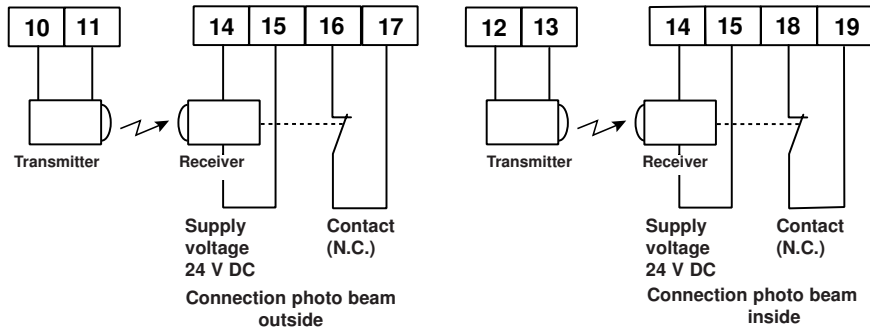 10 11
14 15 16 17
Transmitter
Receiver
Supply
voltage
24 V DC
Contact
(N.C.)
Connection photo beam
outside
12 13
14 15 18 19
Transmitter
Receiver
Supply
voltage
24 V DC
Contact
(N.C.)
Connection photo beam
inside